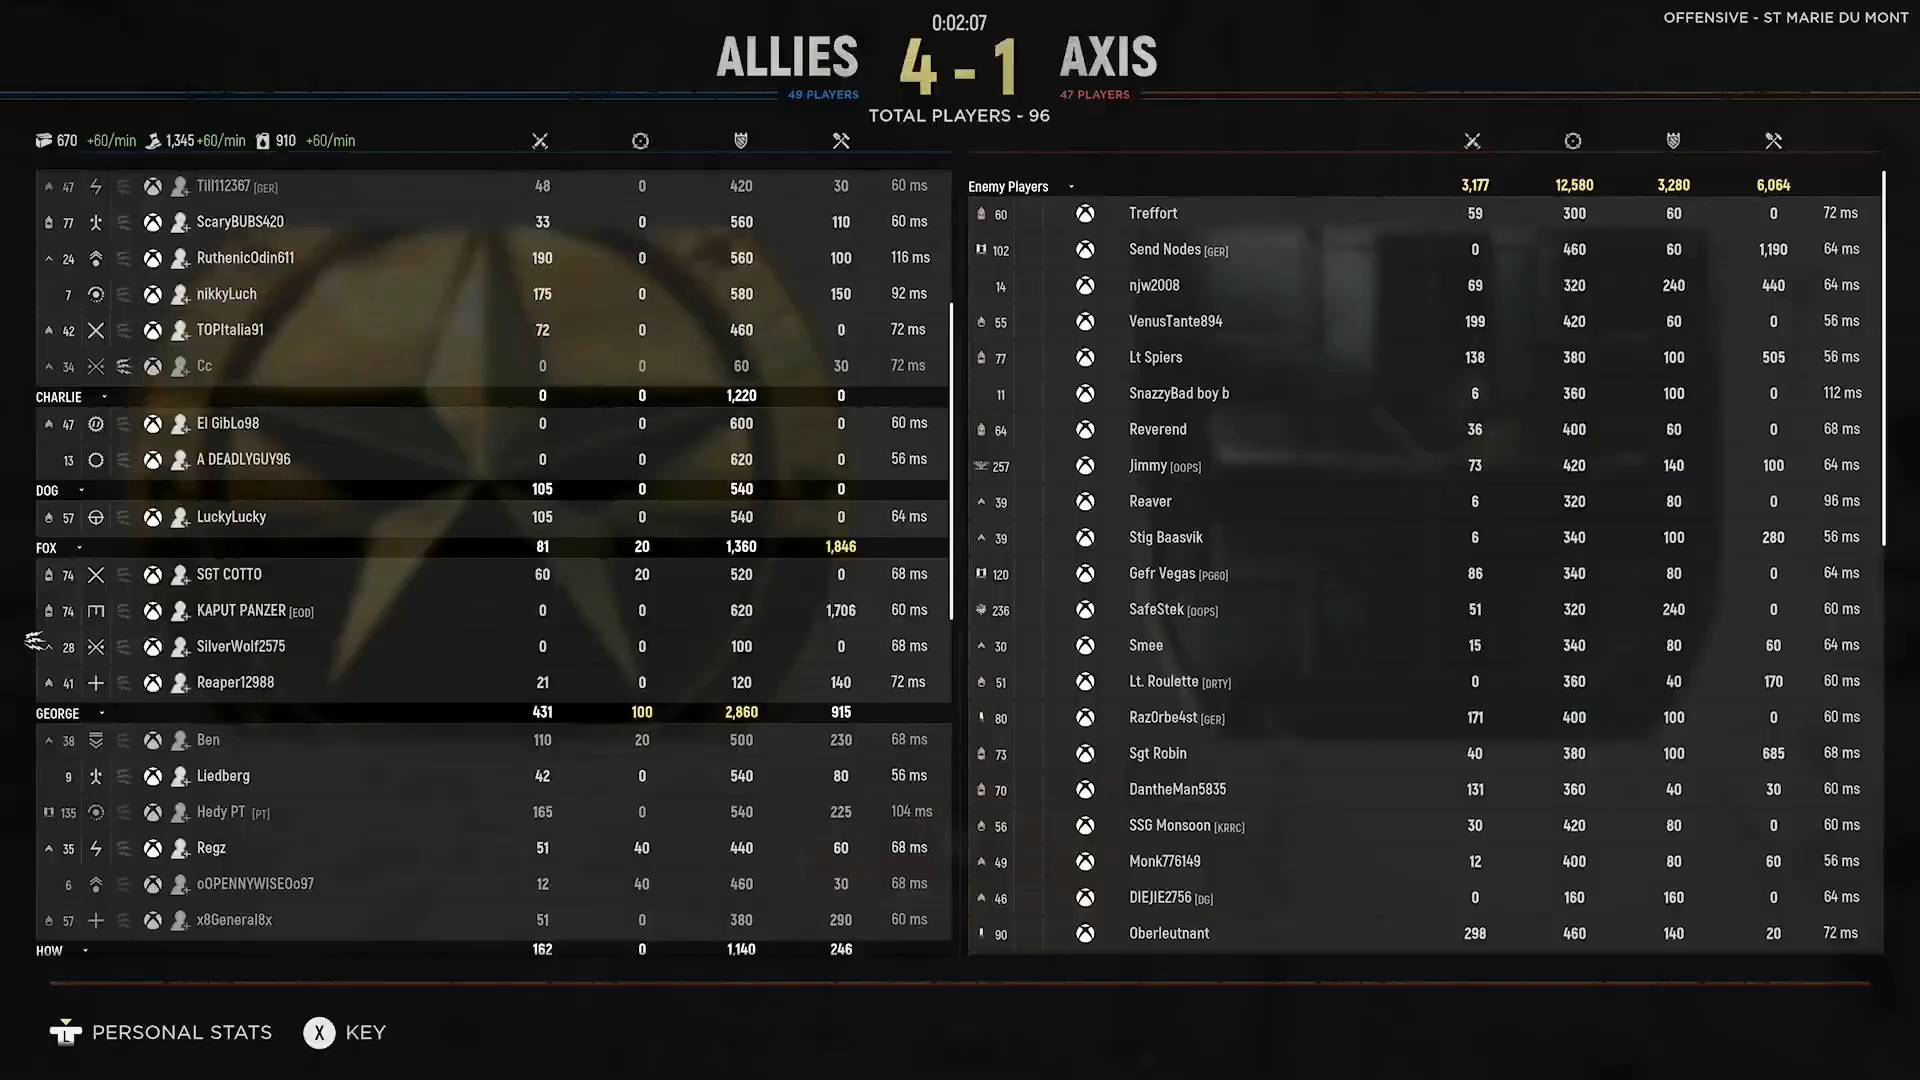 0:02:07
OFFENSIVE - ST MARIE DU MONT
ALLIES 4 - 1 AXIS
49 PLAYERS 47 PLAYERS
TOTAL PLAYERS - 96
670 +60/min 1,345 +60/min 910 +60/min
47 Till112367 [GER] 48 0 420 30 60 ms
77 ScaryBUBS420 33 0 560 110 60 ms
24 RuthenicOdin611 190 0 560 100 116 ms
7 nikkyLuch 175 0 580 150 92 ms
42 TOPItalia91 72 0 460 0 72 ms
34 Cc 0 0 60 30 72 ms
CHARLIE 0 0 1,220 0
47 El GibLo98 0 0 600 0 60 ms
13 A DEADLYGUY96 0 0 620 0 56 ms
DOG 105 0 540 0
57 LuckyLucky 105 0 540 0 64 ms
FOX 81 20 1,360 1,846
74 SGT COTTO 60 20 520 0 68 ms
74 KAPUT PANZER [EOD] 0 0 620 1,706 60 ms
28 SilverWolf2575 0 0 100 0 68 ms
41 Reaper12988 21 0 120 140 72 ms
GEORGE 431 100 2,860 915
38 Ben 110 20 500 230 68 ms
9 Liedberg 42 0 540 80 56 ms
135 Hedy PT [PT] 165 0 540 225 104 ms
35 Regz 51 40 440 60 68 ms
6 oOPENNYWISEOo97 12 40 460 30 68 ms
57 x8General8x 51 0 380 290 60 ms
HOW 162 0 1,140 246
Enemy Players 3,177 12,580 3,280 6,064
60 Treffort 59 300 60 0 72 ms
102 Send Nodes [GER] 0 460 60 1,190 64 ms
14 njw2008 69 320 240 440 64 ms
55 VenusTante894 199 420 60 0 56 ms
77 Lt Spiers 138 380 100 505 56 ms
11 SnazzyBad boy b 6 360 100 0 112 ms
64 Reverend 36 400 60 0 68 ms
257 Jimmy [OOPS] 73 420 140 100 64 ms
39 Reaver 6 320 80 0 96 ms
39 Stig Baasvik 6 340 100 280 56 ms
120 Gefr Vegas [PG60] 86 340 80 0 64 ms
236 SafeStek [OOPS] 51 320 240 0 60 ms
30 Smee 15 340 80 60 64 ms
51 Lt. Roulette [DRTY] 0 360 40 170 60 ms
80 Raz0rbe4st [GER] 171 400 100 0 60 ms
73 Sgt Robin 40 380 100 685 68 ms
70 DantheMan5835 131 360 40 30 60 ms
56 SSG Monsoon [KRRC] 30 420 80 0 60 ms
49 Monk776149 12 400 80 60 56 ms
46 DIEJIE2756 [DG] 0 160 160 0 64 ms
90 Oberleutnant 298 460 140 20 72 ms
L PERSONAL STATS X KEY